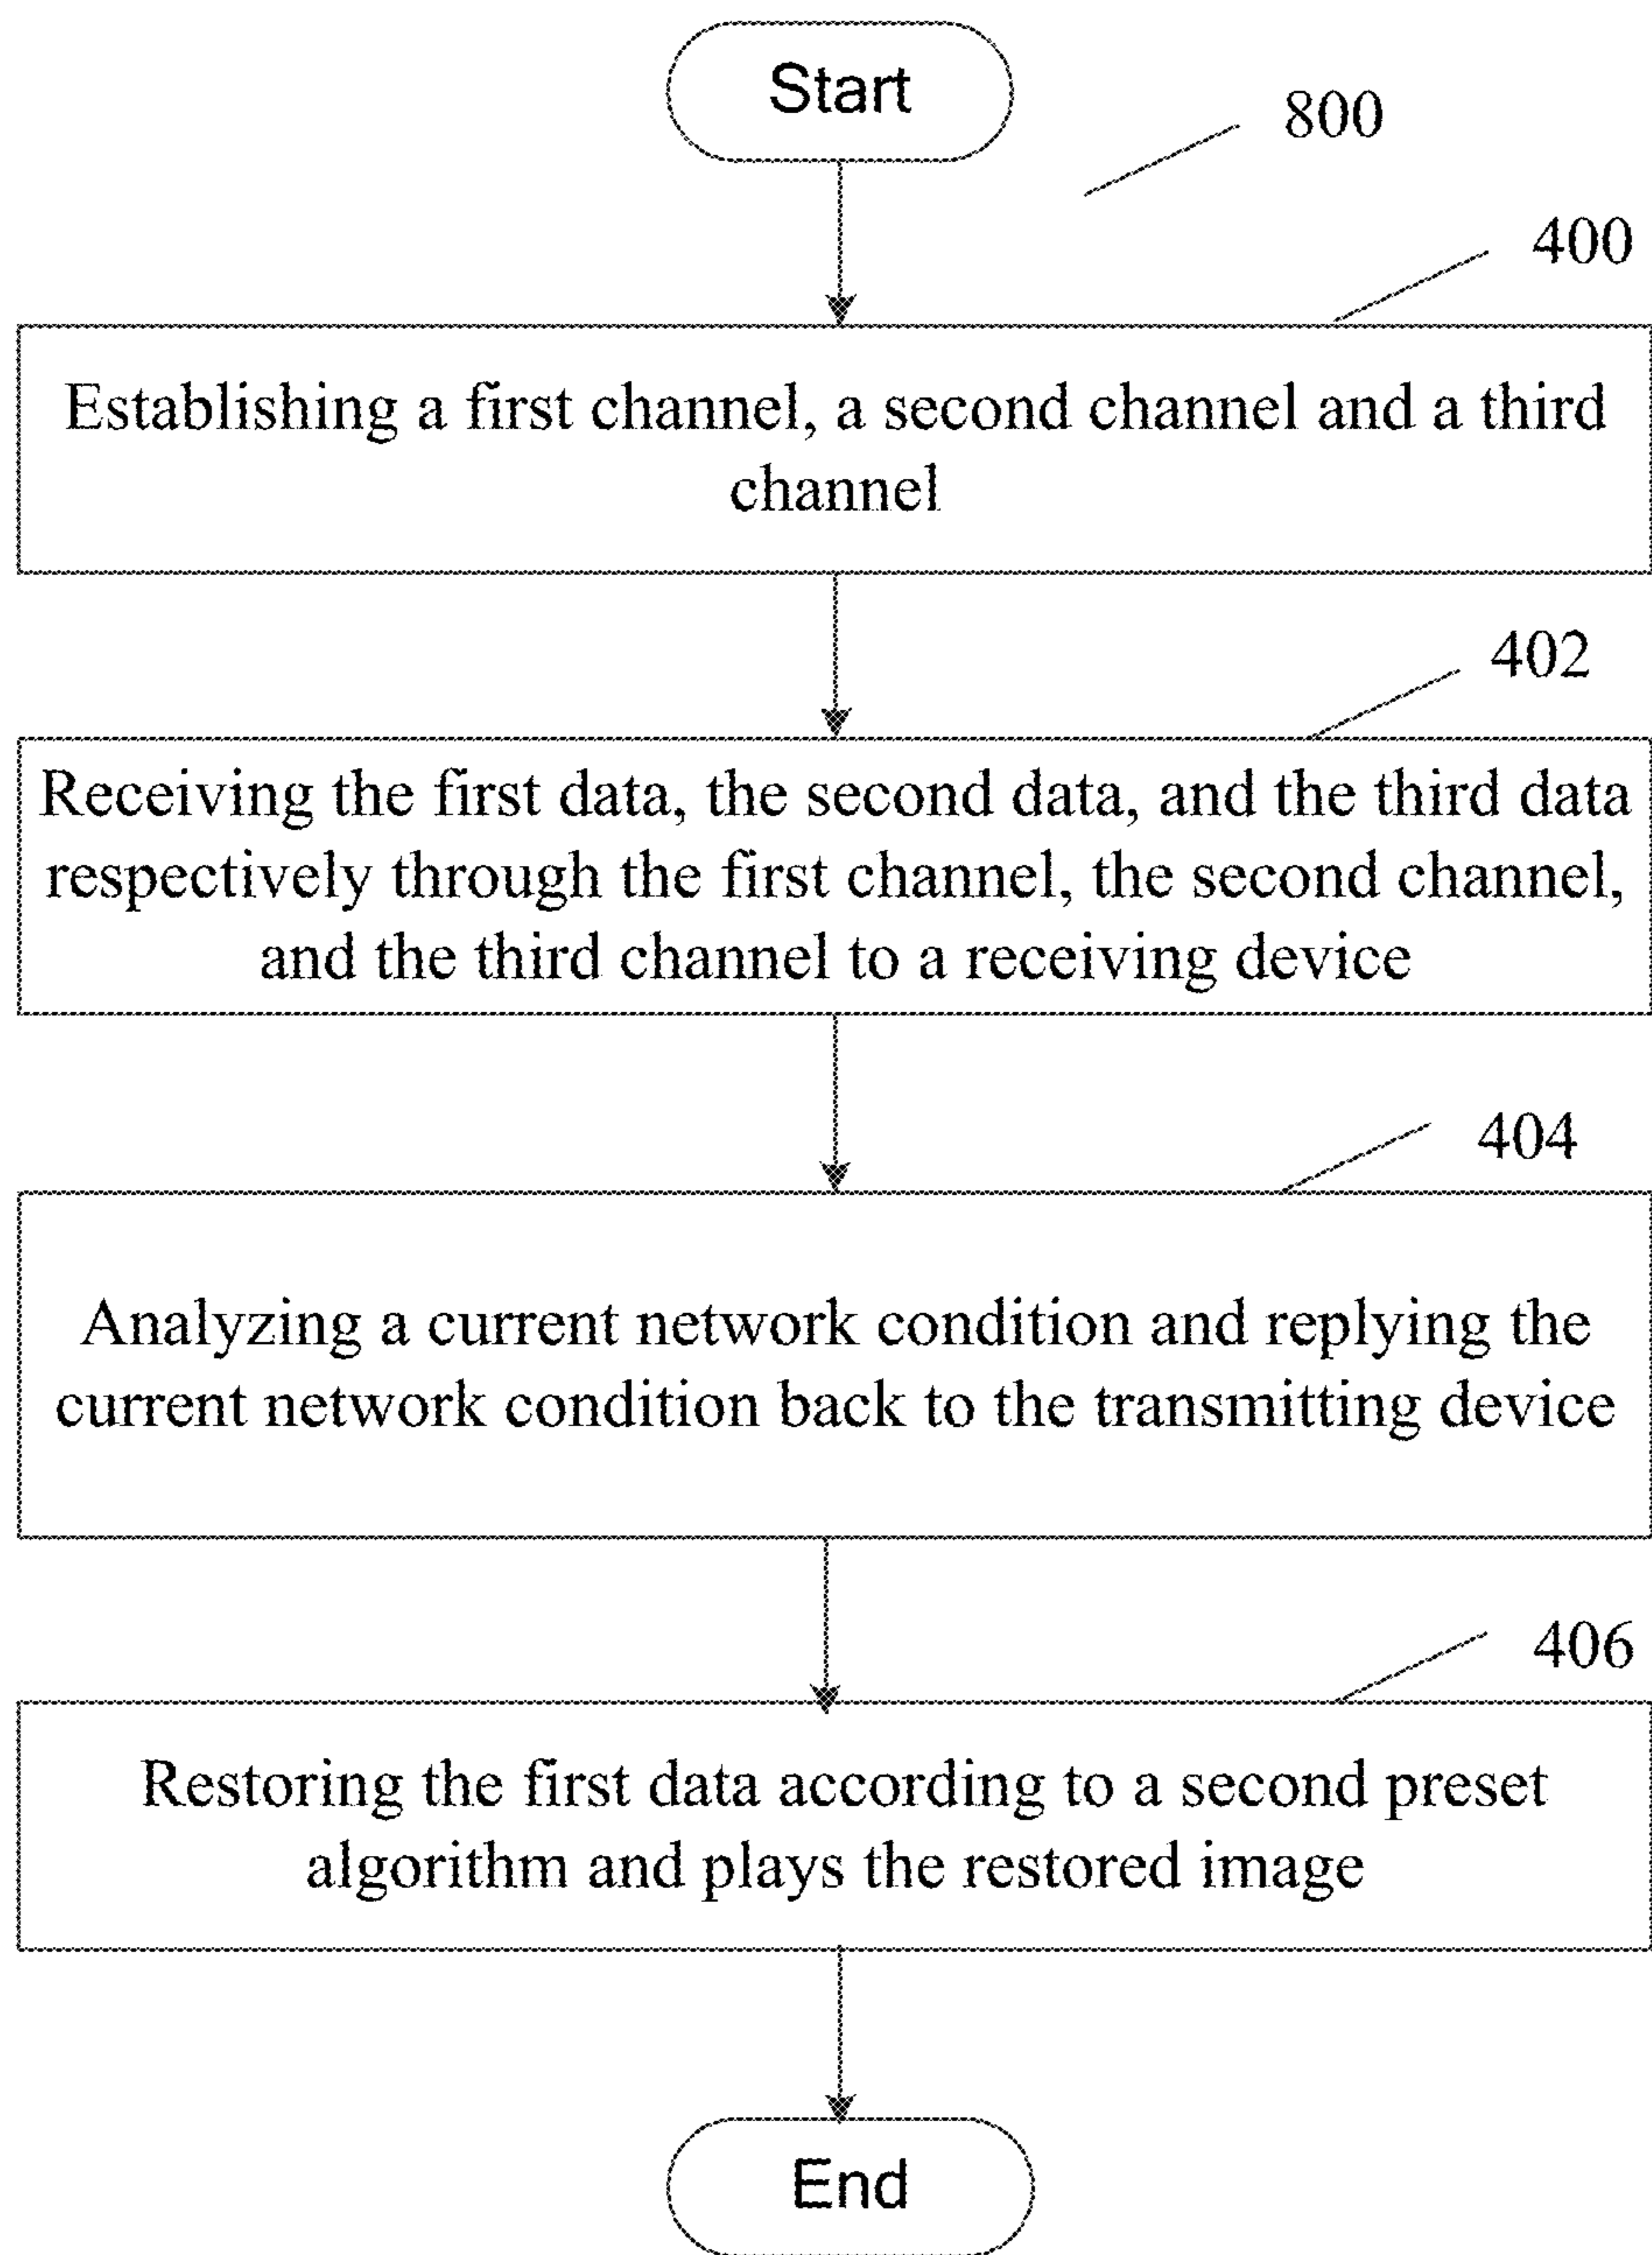 Start
800
400
Establishing a first channel, a second channel and a third
channel
402
Receiving the first data, the second data, and the third data
respectively through the first channel, the second channel,
and the third channel to a receiving device
404
Analyzing a current network condition and replying the
current network condition back to the transmitting device
406
Restoring the first data according to a second preset
algorithm and plays the restored image
End